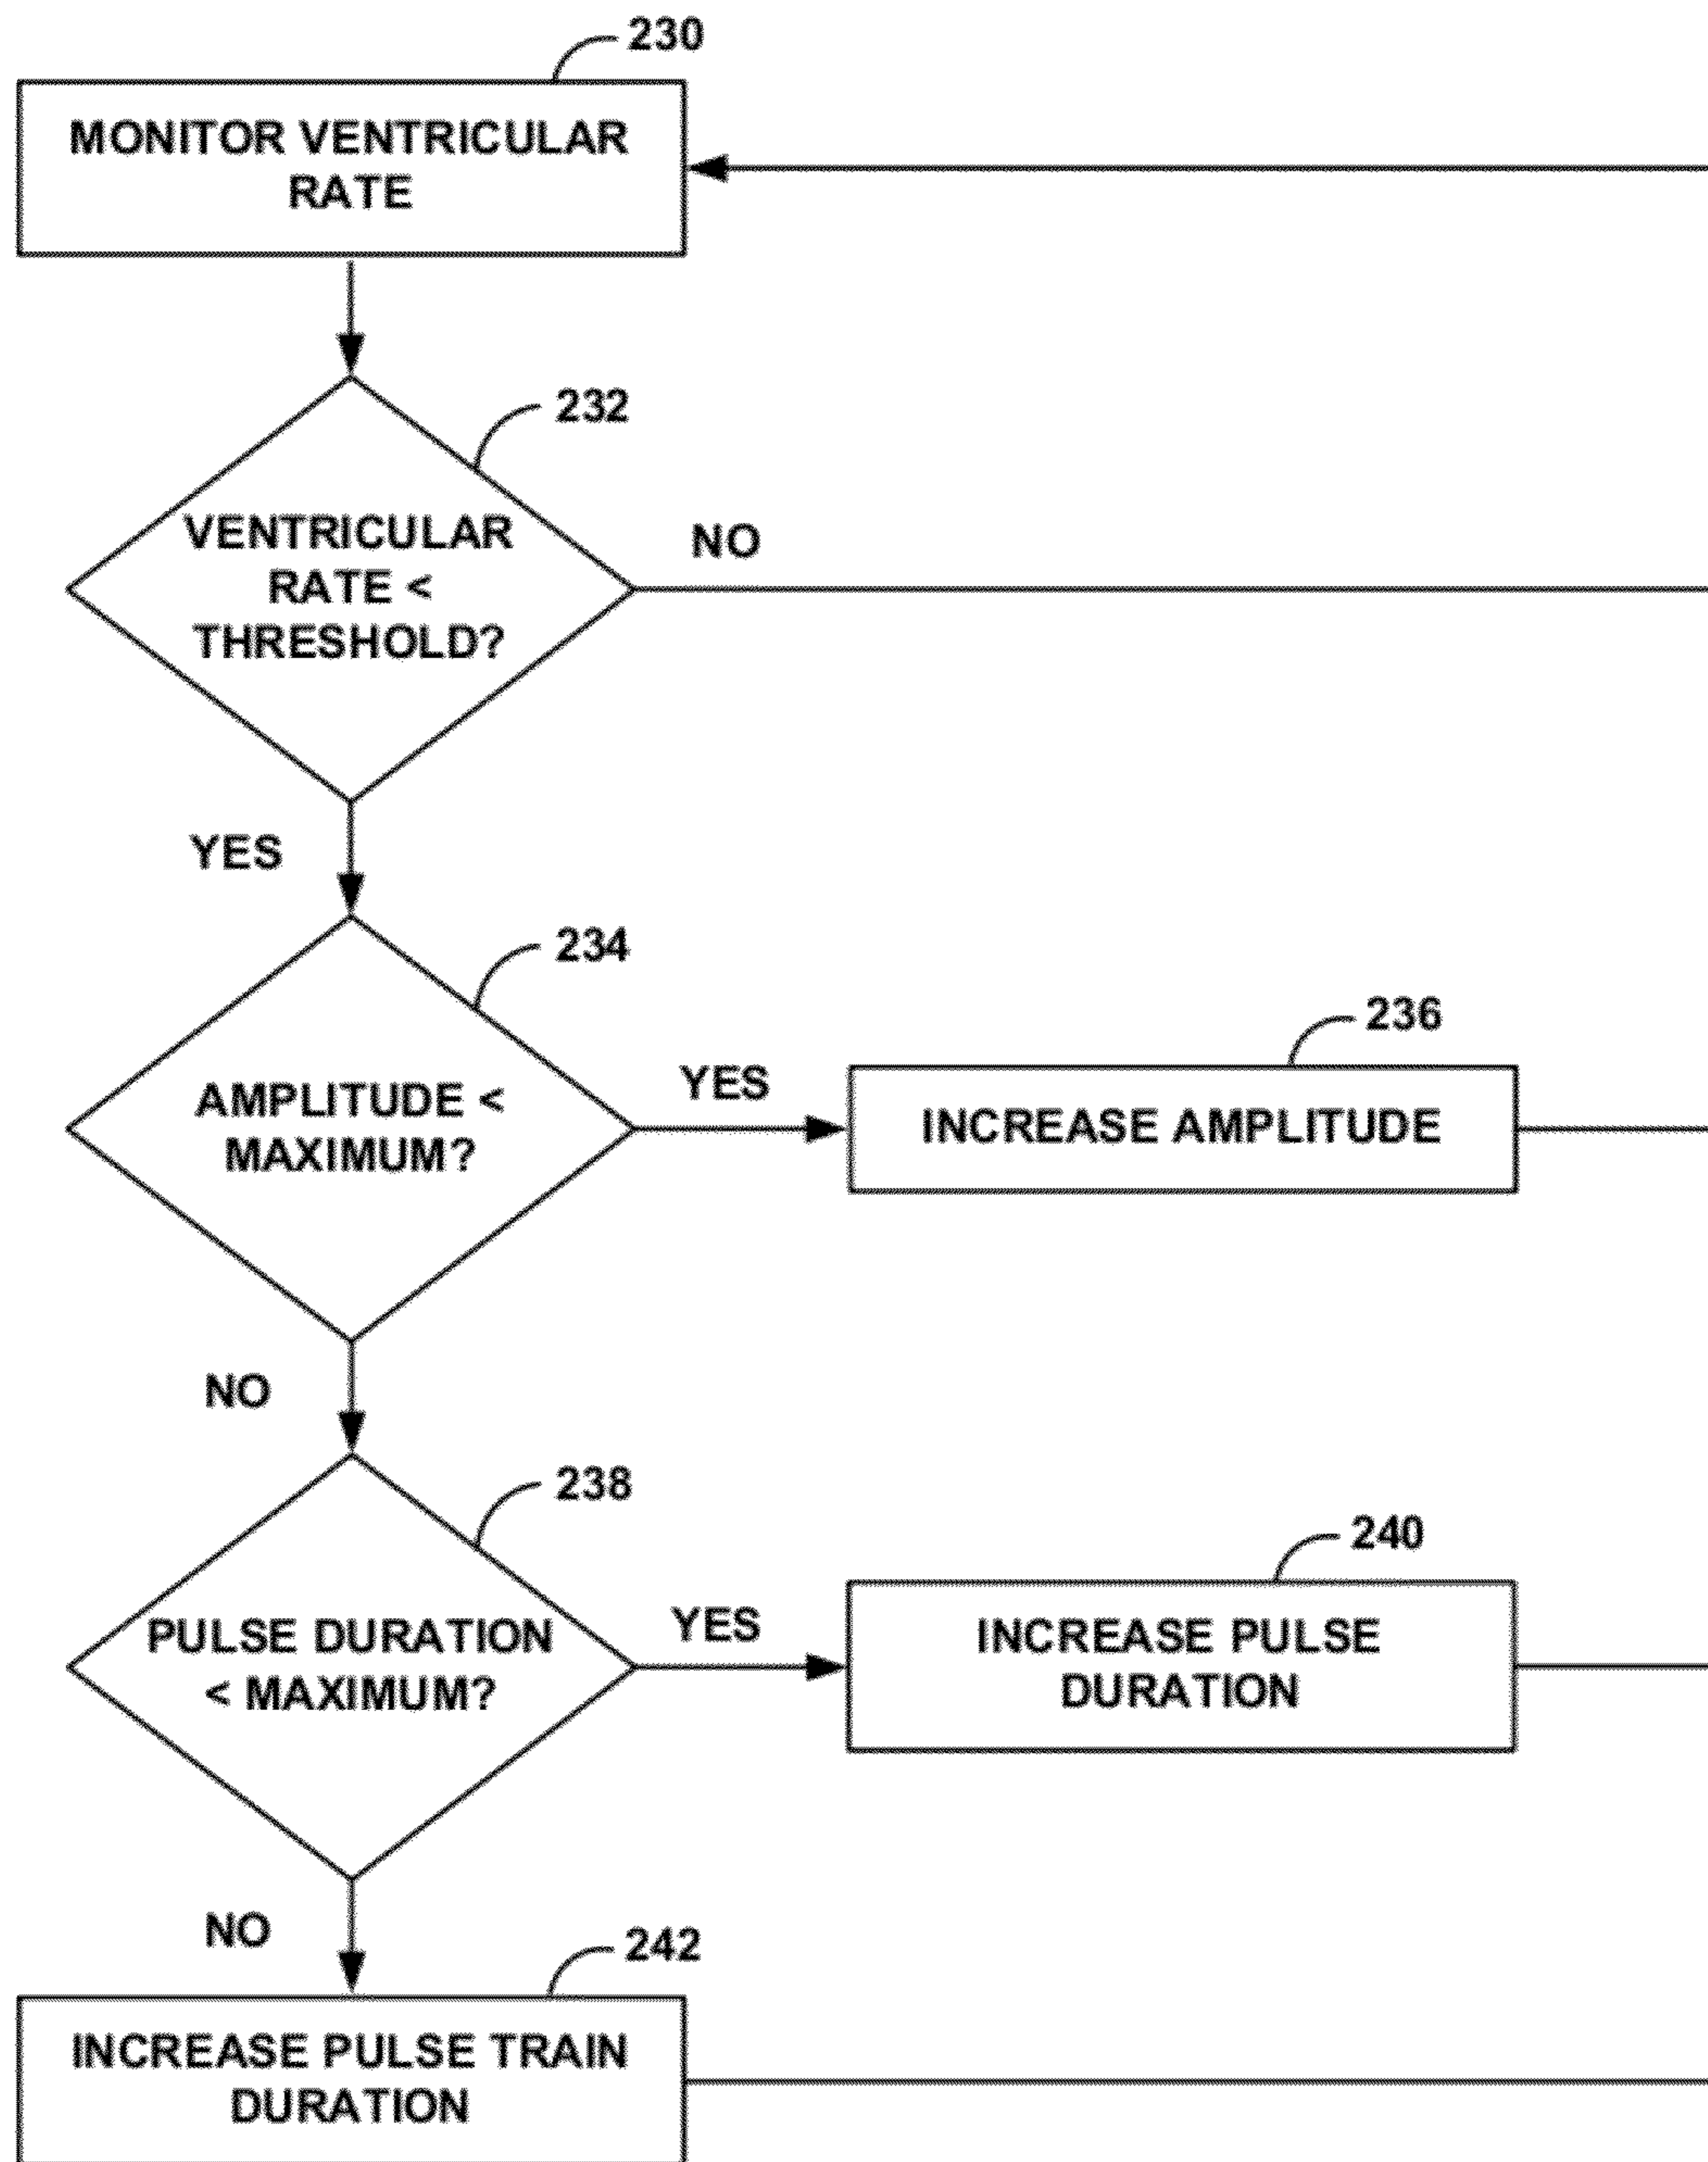 230
MONITOR VENTRICULAR
RATE
232
VENTRICULAR
RATE <
THRESHOLD?
NO
YES
234
AMPLITUDE <
MAXIMUM?
YES
236
INCREASE AMPLITUDE
NO
238
PULSE DURATION
< MAXIMUM?
YES
240
INCREASE PULSE
DURATION
NO
242
INCREASE PULSE TRAIN
DURATION